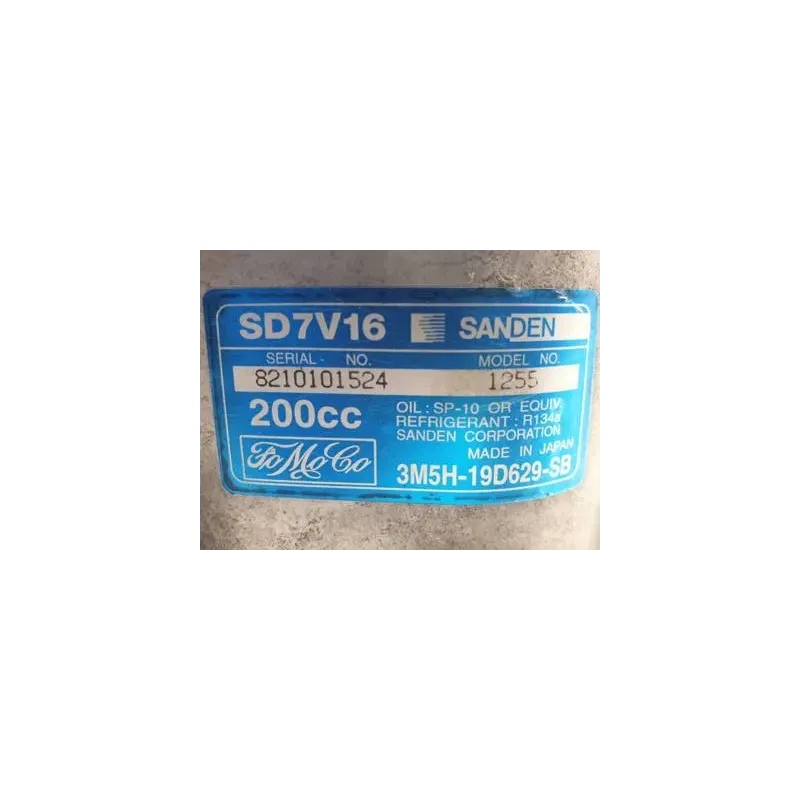 SD7V16 SANDEN
SERIAL NO. MODEL NO.
8210101524 1255
200cc OIL : SP-10 OR EQUIV.
REFRIGERANT : R134a
SANDEN CORPORATION
MADE IN JAPAN
FoMoCo 3M5H-19D629-SB